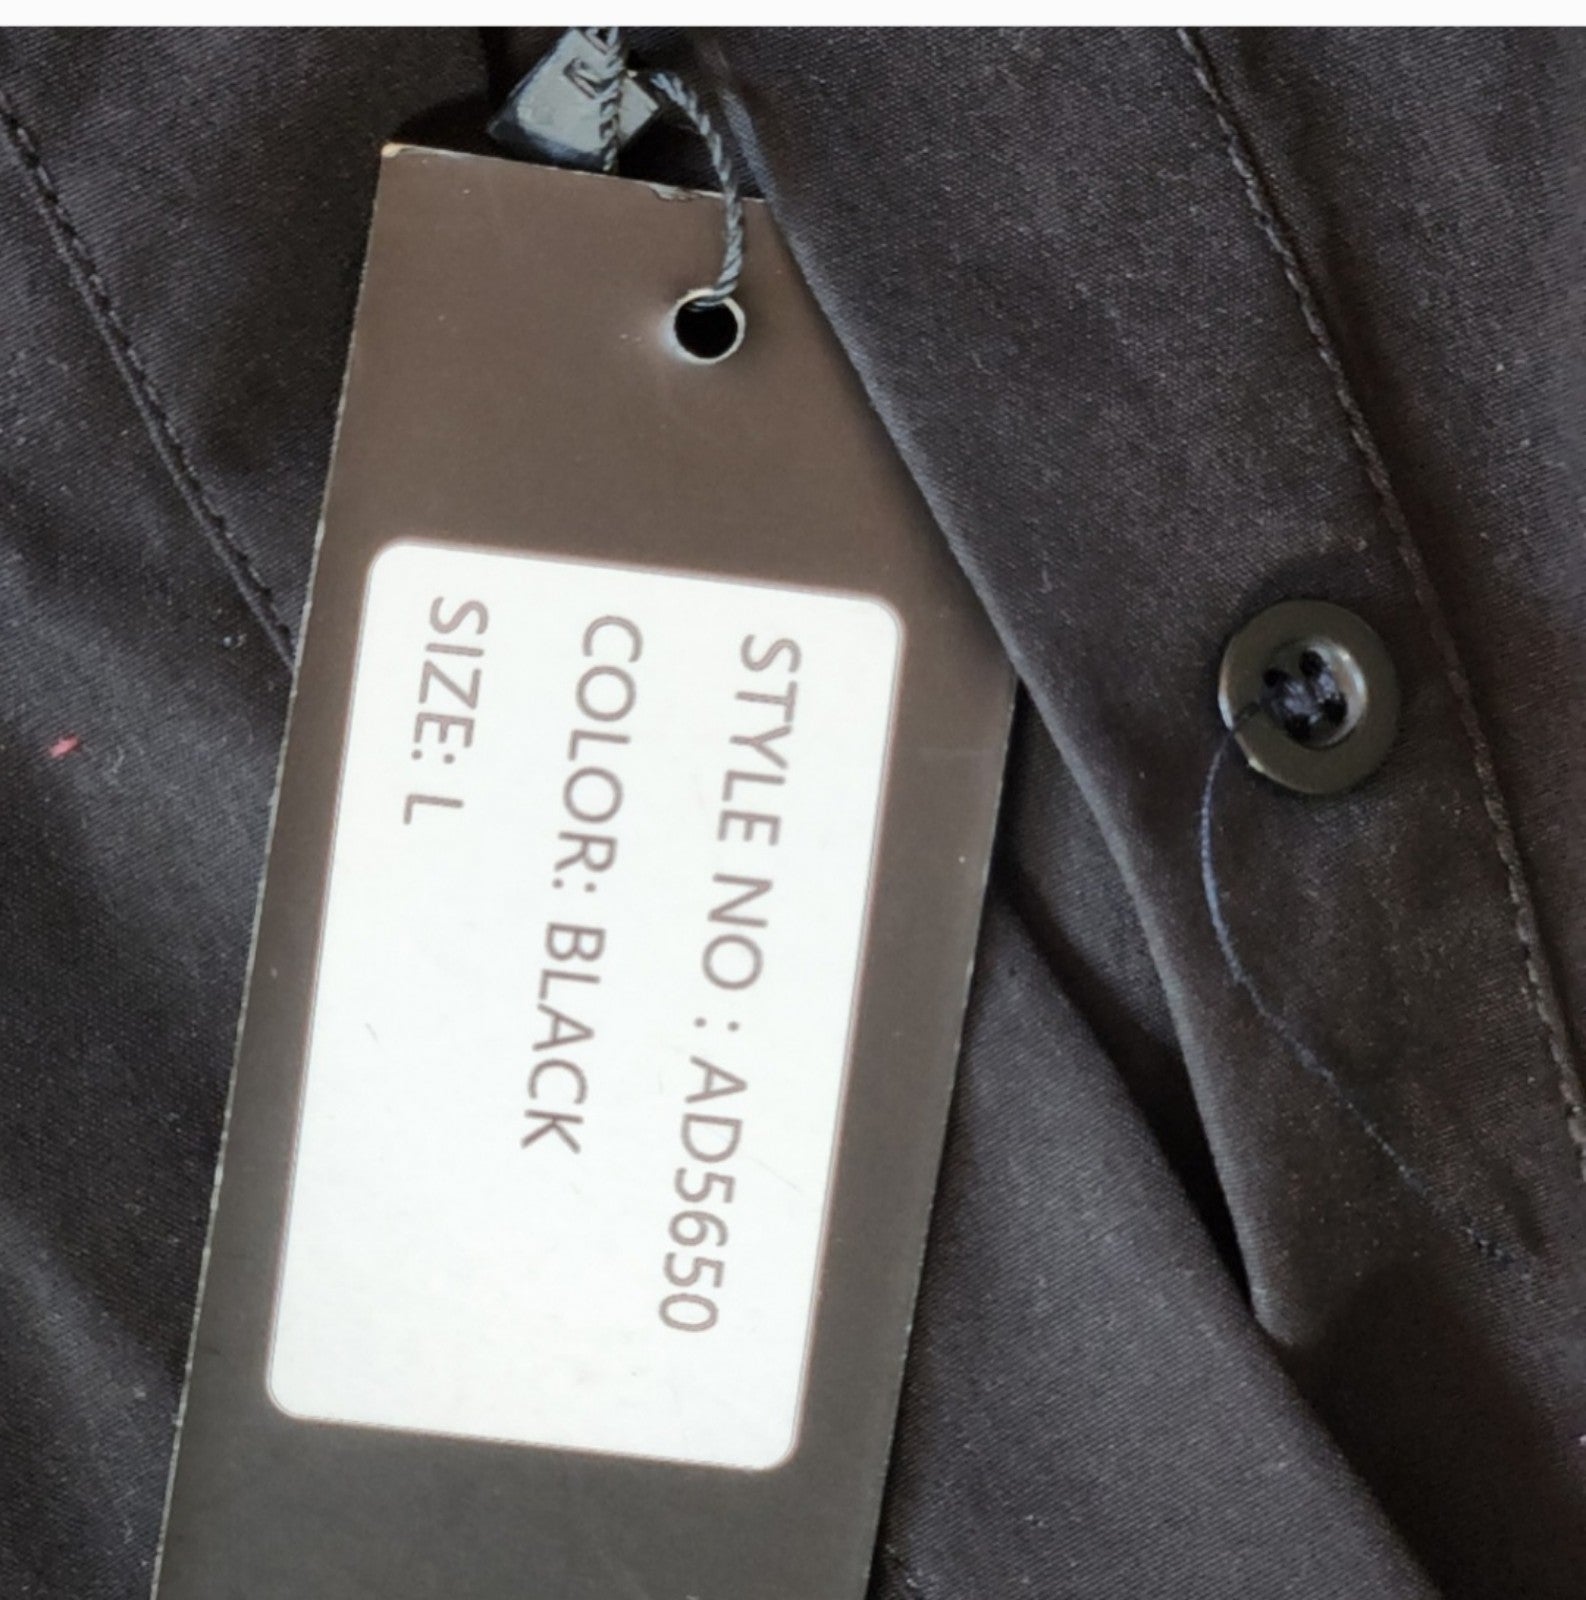 STYLE NO : AD5650
COLOR: BLACK
SIZE: L